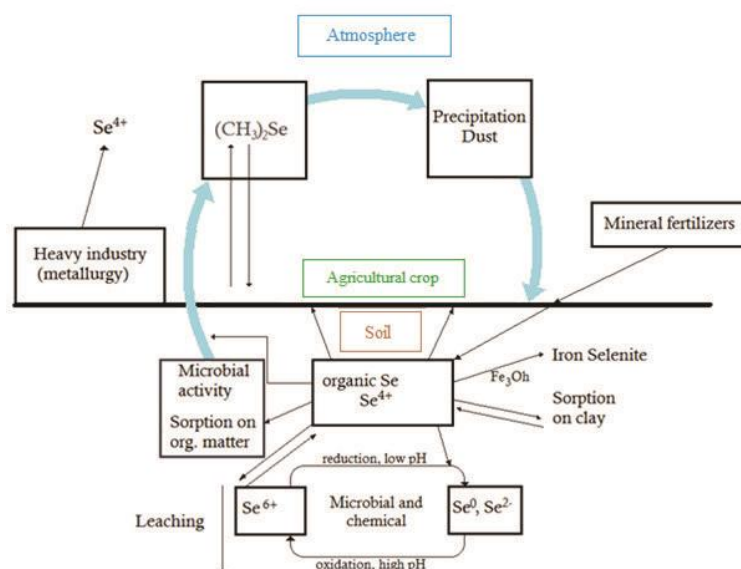 Atmosphere
Se⁴⁺
(CH₃)₂Se
Precipitation
Dust
Mineral fertilizers
Heavy industry
(metallurgy)
Agricultural crop
Soil
Microbial
activity
Sorption on
org. matter
organic Se
Se⁴⁺
Fe₃Oh
Iron Selenite
Sorption
on clay
reduction, low pH
Leaching
Se⁶⁺
Microbial and
chemical
Se⁰, Se²⁻
oxidation, high pH